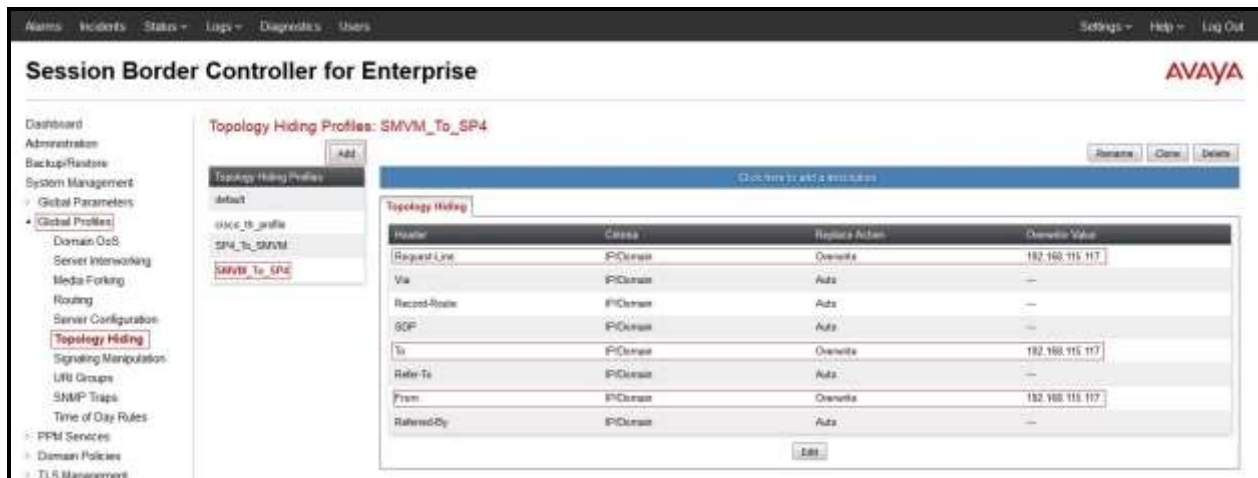 Alarms Incidents Status Logs Diagnostics Users Settings Help Log Out
Session Border Controller for Enterprise
AVAYA
Dashboard
Administration
Backup/Restore
System Management
Global Parameters
Global Profiles
Domain DoS
Server Interworking
Media Forking
Routing
Server Configuration
Topology Hiding
Signaling Manipulation
URI Groups
SNMP Traps
Time of Day Rules
PPM Services
Domain Policies
TLS Management
Topology Hiding Profiles: SMVM_To_SP4
Add
Rename Clone Delete
Topology Hiding Profiles
default
cisco_th_profile
SP4_To_SMVM
SMVM_To_SP4
Click here to add a description.
Topology Hiding
Header Criteria Replace Action Overwrite Value
Request-Line IP/Domain Overwrite 192.168.115.117
Via IP/Domain Auto ---
Record-Route IP/Domain Auto ---
SDP IP/Domain Auto ---
To IP/Domain Overwrite 192.168.115.117
Refer-To IP/Domain Auto ---
From IP/Domain Overwrite 192.168.115.117
Referred-By IP/Domain Auto ---
Edit